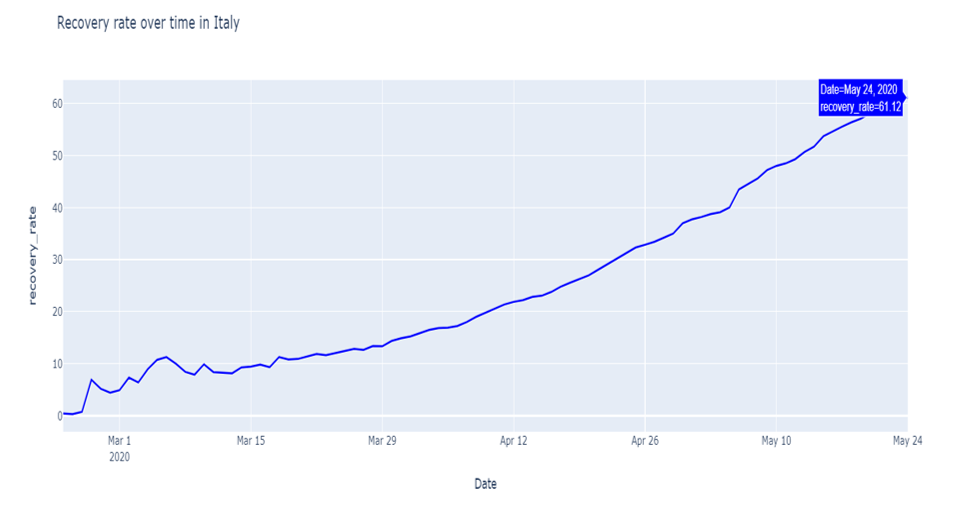 Recovery rate over time in Italy
Date=May 24, 2020
recovery_rate=61.12
60
50
40
30
20
10
0
recovery_rate
Mar 1
2020
Mar 15
Mar 29
Apr 12
Apr 26
May 10
May 24
Date